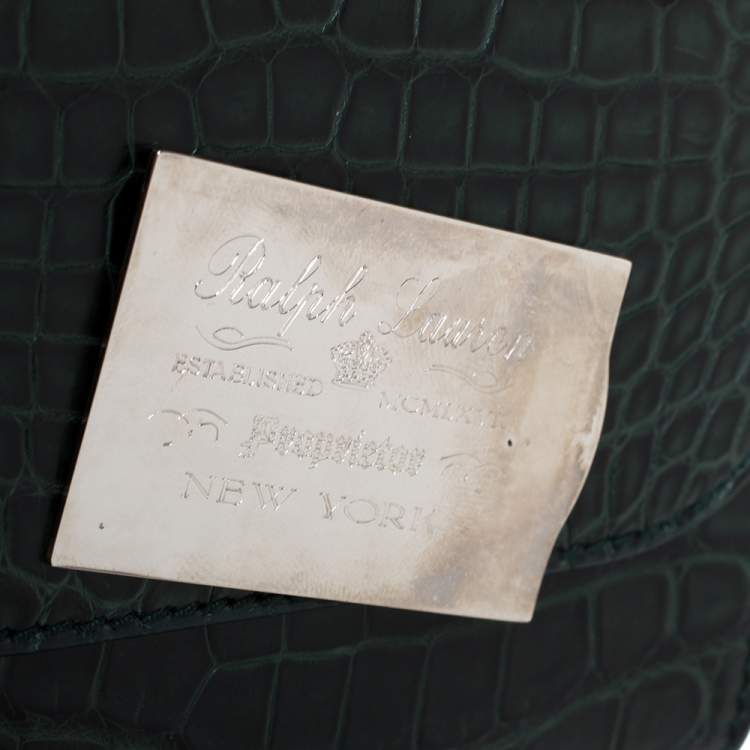 Ralph Lauren
ESTABLISHED MCMLXVII
Proprietor
NEW YORK